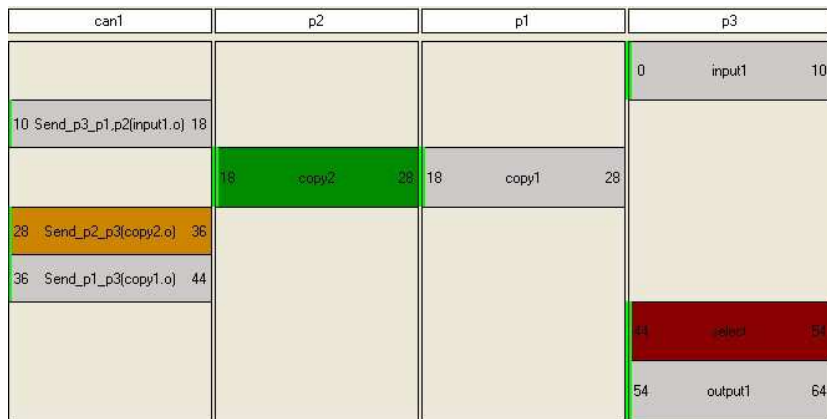 can1 p2 p1 p3
0 input1 10
10 Send_p3_p1,p2(input1.o) 18
18 copy2 28 18 copy1 28
28 Send_p2_p3(copy2.o) 36
36 Send_p1_p3(copy1.o) 44
44 select 54
54 output1 64